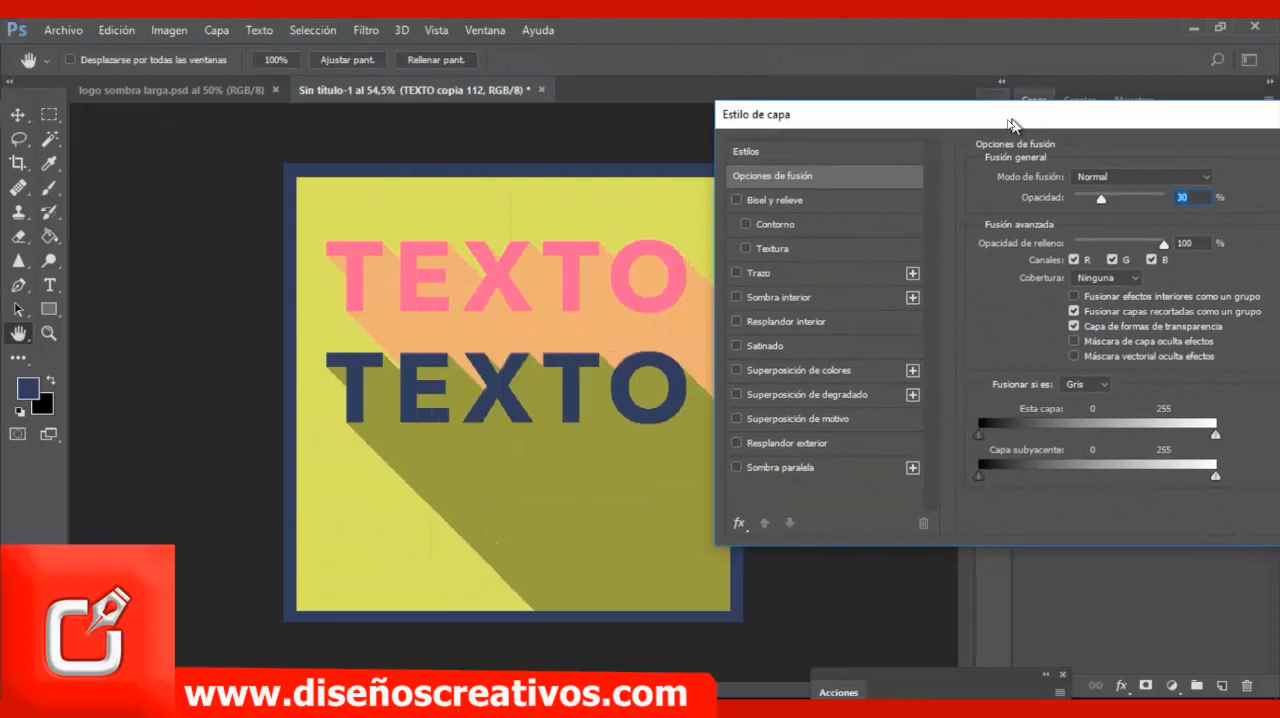 Ps Archivo Edición Imagen Capa Texto Selección Filtro 3D Vista Ventana Ayuda
Desplazarse por todas las ventanas 100% Ajustar pant. Rellenar pant.
logo sombra larga.psd al 50% (RGB/8) × Sin título-1 al 54,5% (TEXTO copia 112, RGB/8) * ×
Capas Canales
Estilo de capa
Estilos
Opciones de fusión
Bisel y relieve
Contorno
Textura
Trazo
Sombra interior
Resplandor interior
Satinado
Superposición de colores
Superposición de degradado
Superposición de motivo
Resplandor exterior
Sombra paralela
fx
Opciones de fusión
Fusión general
Modo de fusión: Normal
Opacidad: 30 %
Fusión avanzada
Opacidad de relleno: 100 %
Canales: R G B
Cobertura: Ninguna
Fusionar efectos interiores como un grupo
Fusionar capas recortadas como un grupo
Capa de formas de transparencia
Máscara de capa oculta efectos
Máscara vectorial oculta efectos
Fusionar si es: Gris
Esta capa: 0 255
Capa subyacente: 0 255
TEXTO
TEXTO
Acciones
fx
www.diseñoscreativos.com